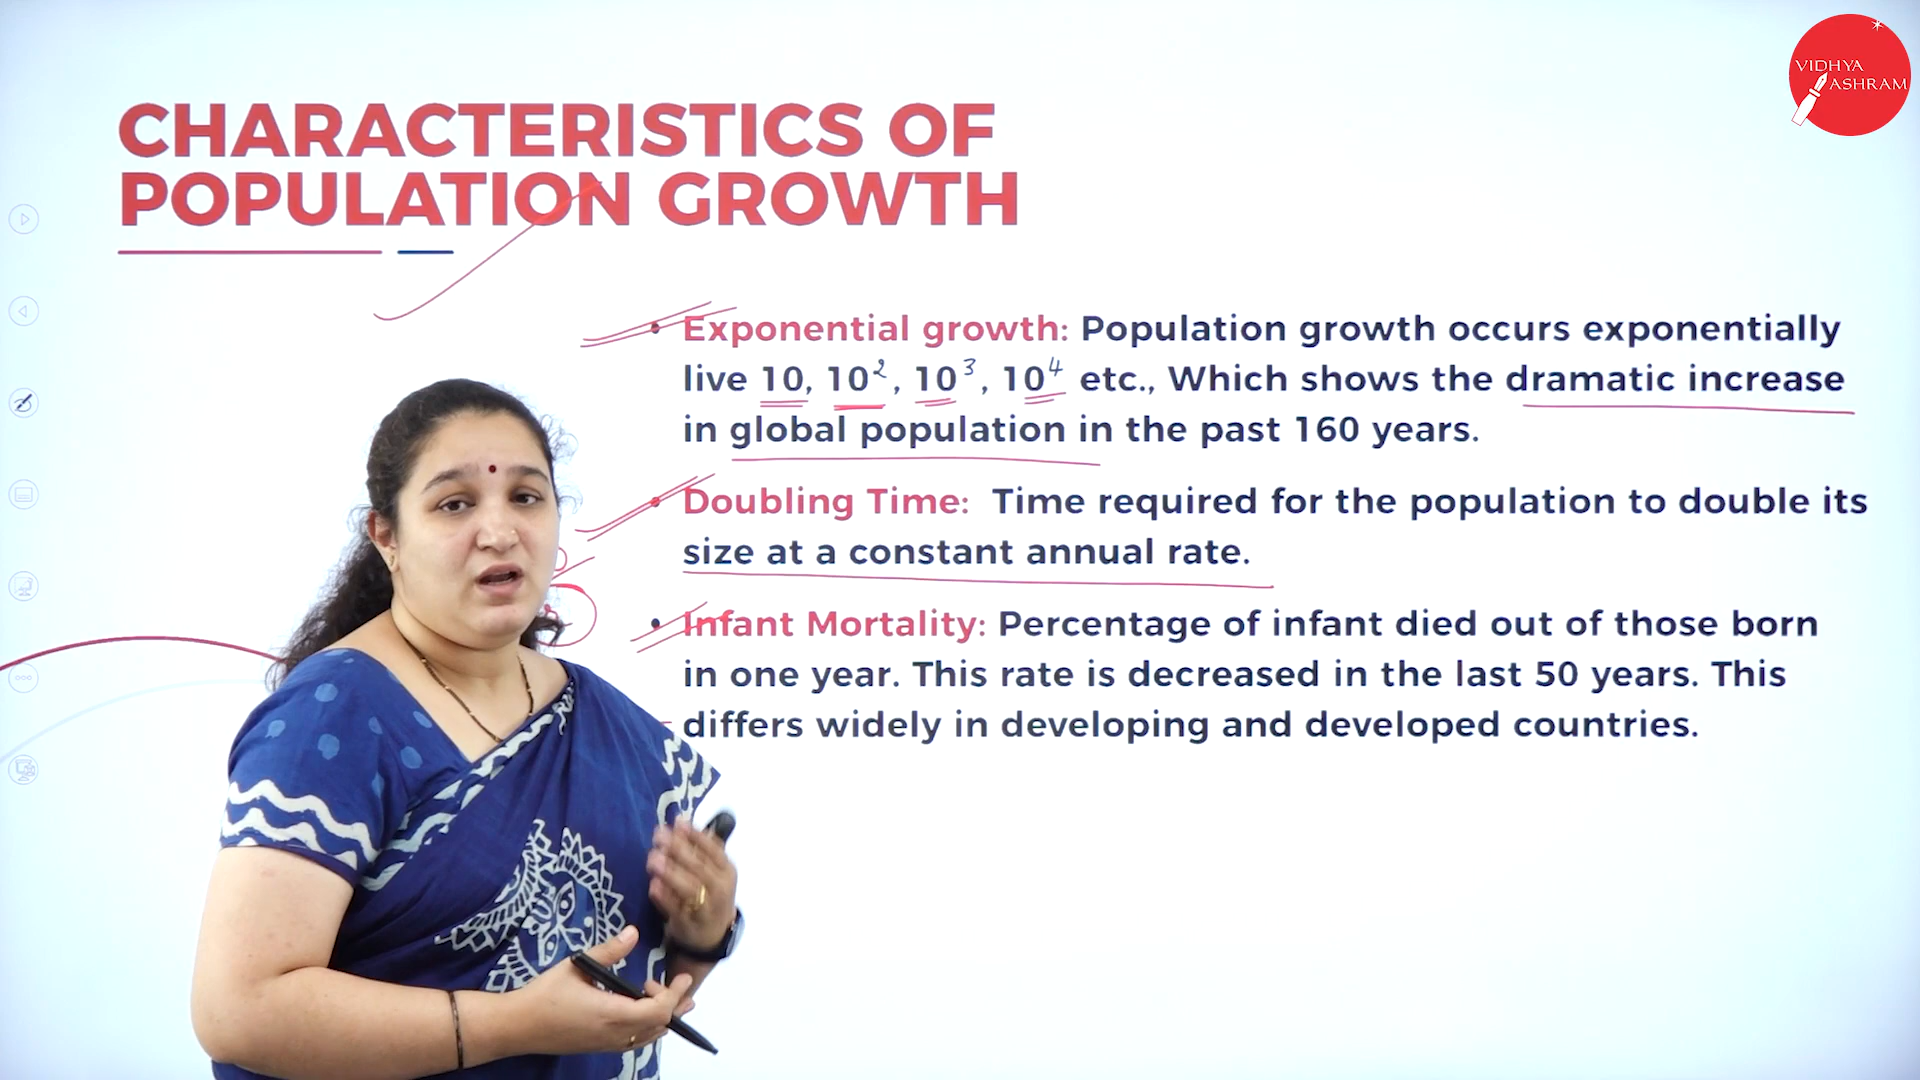 VIDHYA
ASHRAM
CHARACTERISTICS OF
POPULATION GROWTH
• Exponential growth: Population growth occurs exponentially
live 10, 10², 10³, 10⁴ etc., Which shows the dramatic increase
in global population in the past 160 years.
• Doubling Time: Time required for the population to double its
size at a constant annual rate.
• Infant Mortality: Percentage of infant died out of those born
in one year. This rate is decreased in the last 50 years. This
differs widely in developing and developed countries.